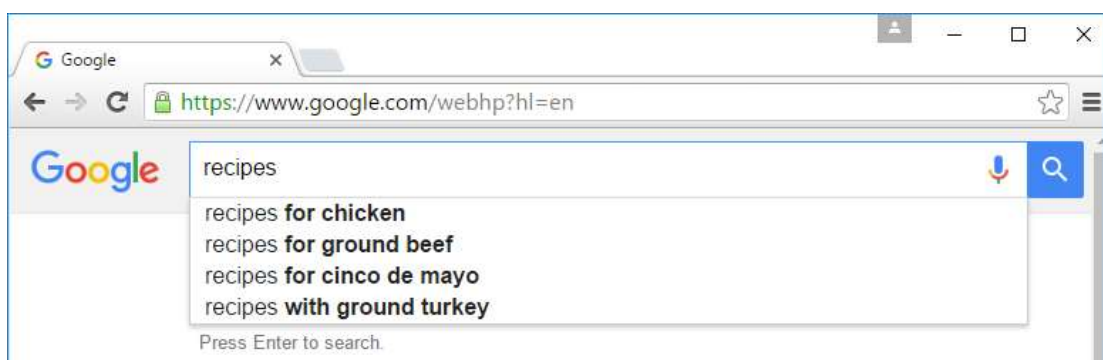 Google
https://www.google.com/webhp?hl=en
Google recipes
recipes for chicken
recipes for ground beef
recipes for cinco de mayo
recipes with ground turkey
Press Enter to search.